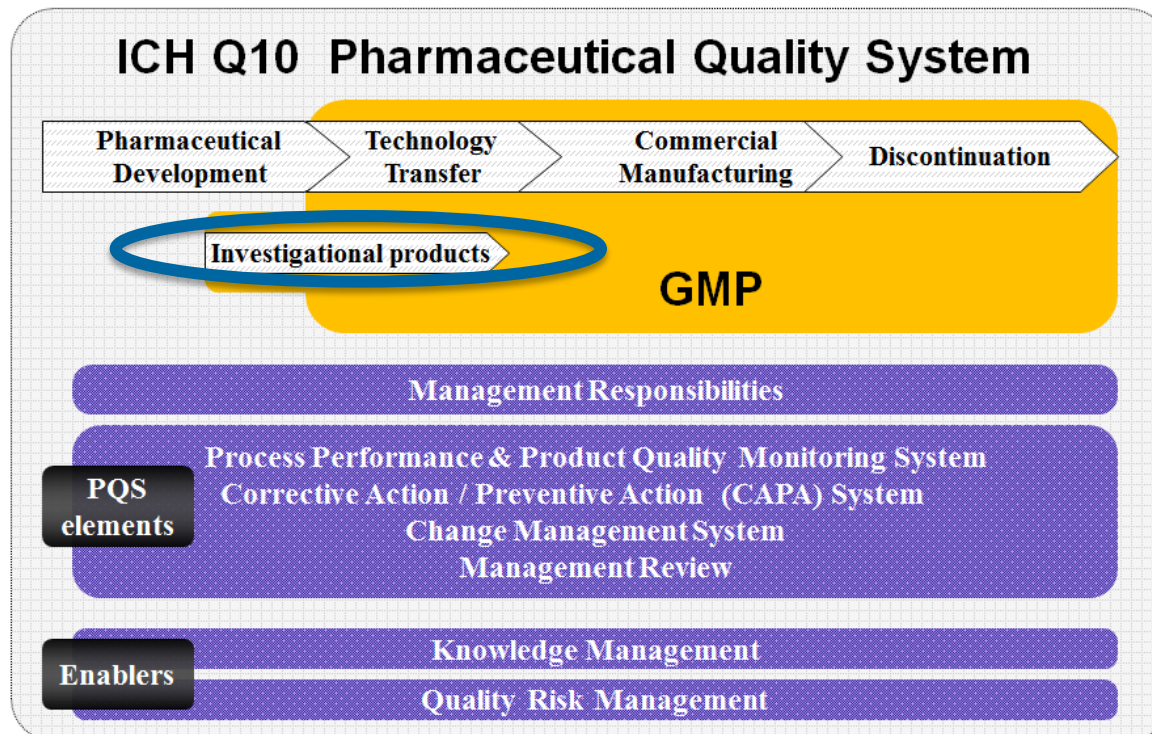 ICH Q10 Pharmaceutical Quality System
Pharmaceutical
Development
Technology
Transfer
Commercial
Manufacturing
Discontinuation
Investigational products
GMP
Management Responsibilities
PQS
elements
Process Performance & Product Quality Monitoring System
Corrective Action / Preventive Action (CAPA) System
Change Management System
Management Review
Enablers
Knowledge Management
Quality Risk Management